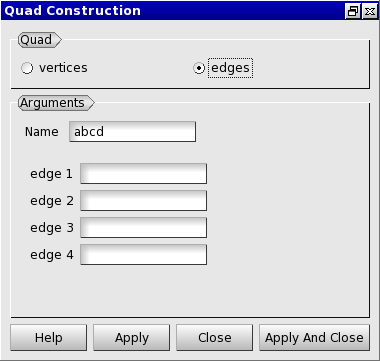 Quad Construction
Quad
vertices edges
Arguments
Name abcd
edge 1
edge 2
edge 3
edge 4
Help Apply Close Apply And Close